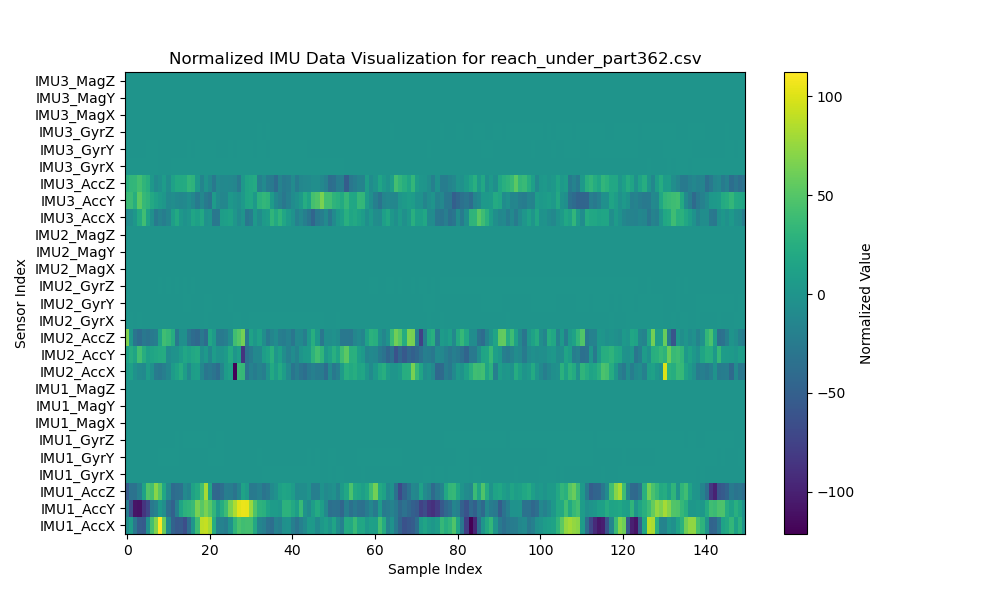 Normalized IMU Data Visualization for reach_under_part362.csv
IMU3_MagZ
IMU3_MagY
IMU3_MagX
IMU3_GyrZ
IMU3_GyrY
IMU3_GyrX
IMU3_AccZ
IMU3_AccY
IMU3_AccX
IMU2_MagZ
IMU2_MagY
IMU2_MagX
IMU2_GyrZ
IMU2_GyrY
IMU2_GyrX
IMU2_AccZ
IMU2_AccY
IMU2_AccX
IMU1_MagZ
IMU1_MagY
IMU1_MagX
IMU1_GyrZ
IMU1_GyrY
IMU1_GyrX
IMU1_AccZ
IMU1_AccY
IMU1_AccX
Sensor Index
0 20 40 60 80 100 120 140
Sample Index
100
50
0
−50
−100
Normalized Value